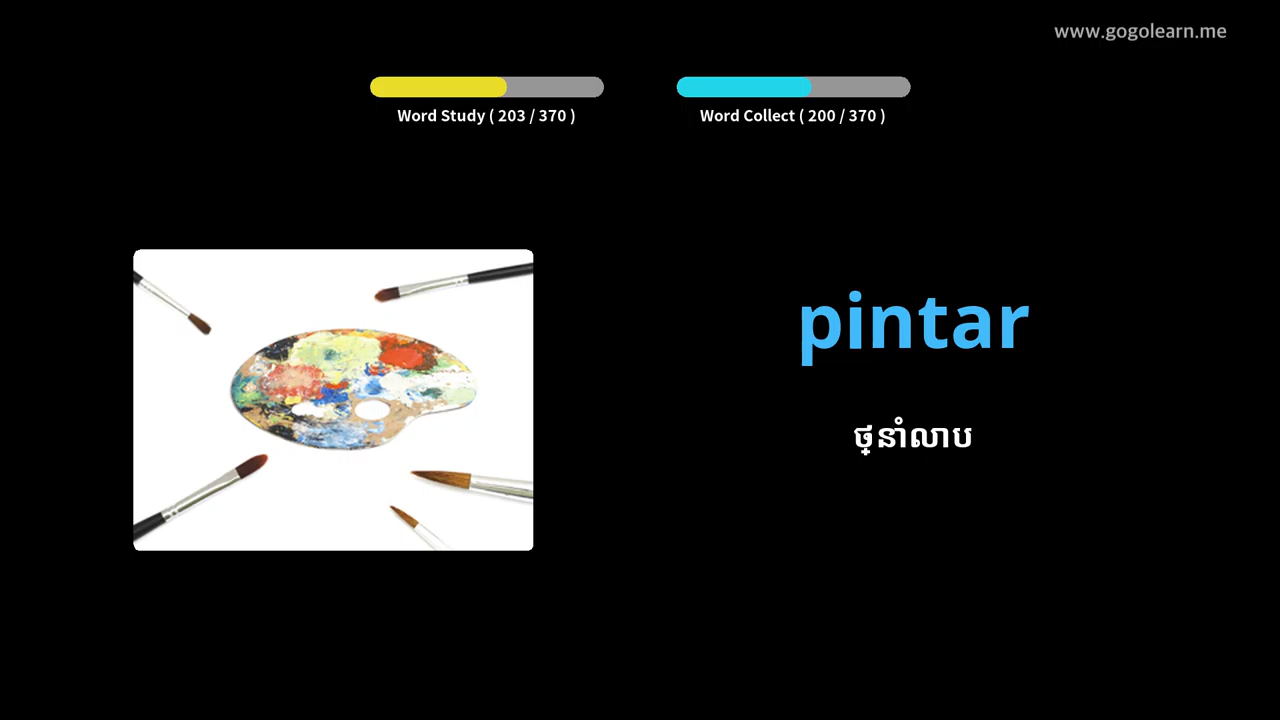 www.gogolearn.me
Word Study ( 203 / 370 )
Word Collect ( 200 / 370 )
pintar
ថ្នាំលាប